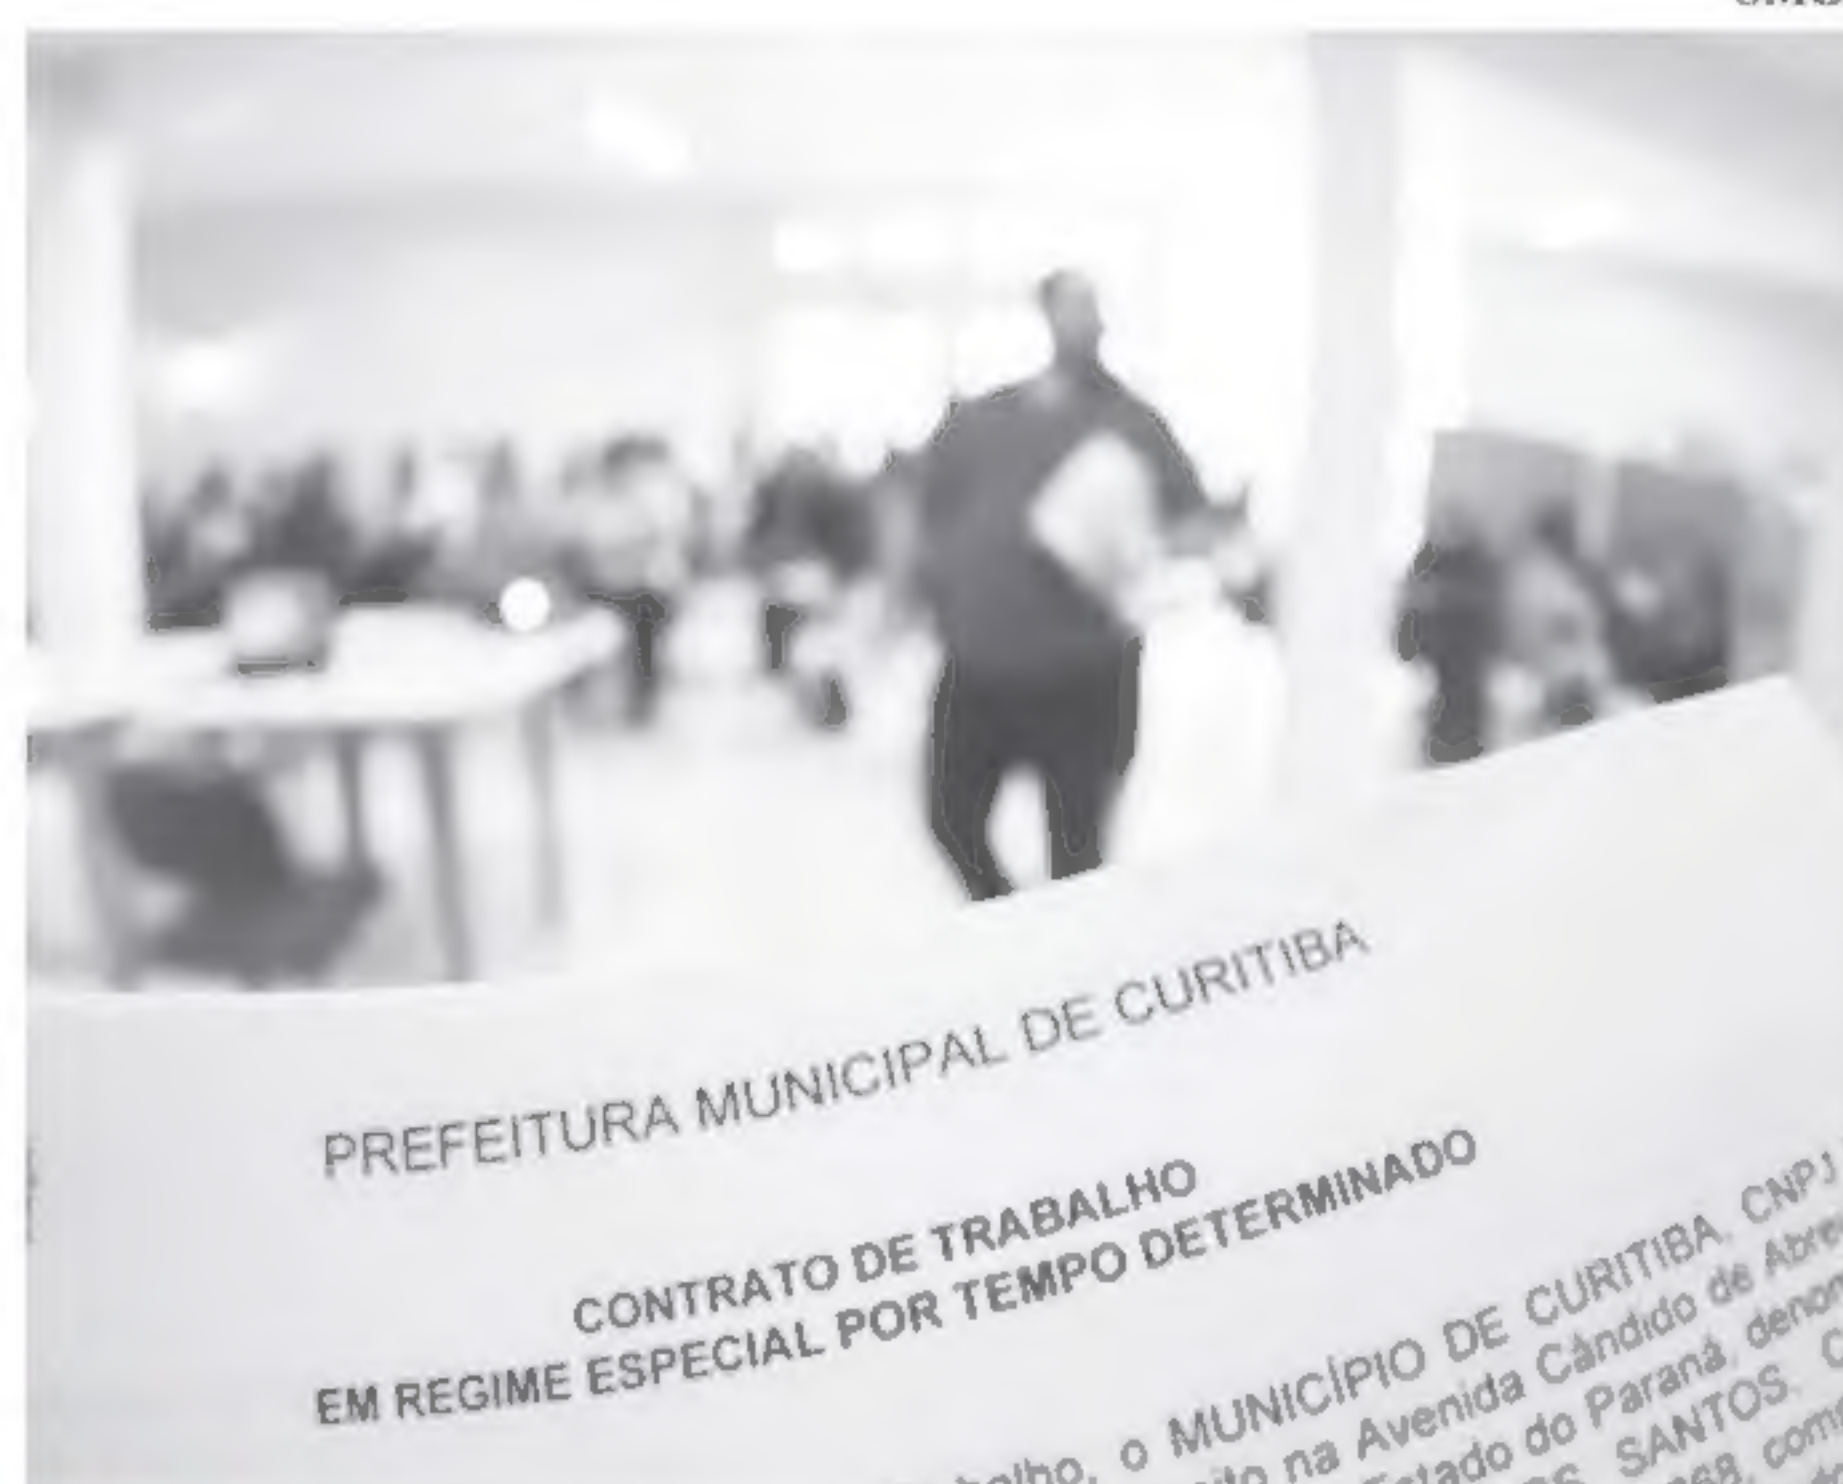 PREFEITURA MUNICIPAL DE CURITIBA
CONTRATO DE TRABALHO
EM REGIME ESPECIAL POR TEMPO DETERMINADO
o MUNICÍPIO DE CURITIBA, CNPJ
na Avenida Cândido de
do Paraná,
SANTOS.